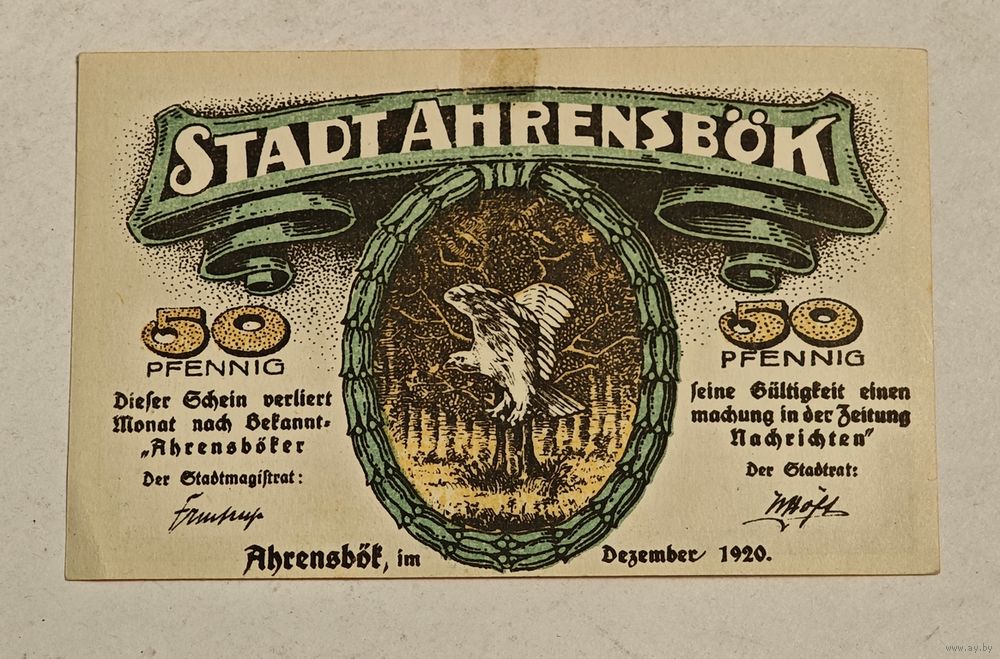 STADT AHRENSBÖK
50 50
PFENNIG PFENNIG
Dieser Schein verliert seine Gültigkeit einen
Monat nach Bekannt- machung in der Zeitung
„Ahrensböker Nachrichten"
Der Stadtmagistrat: Der Stadtrat:
Ahrensbök, im Dezember 1920.
www.ay.by